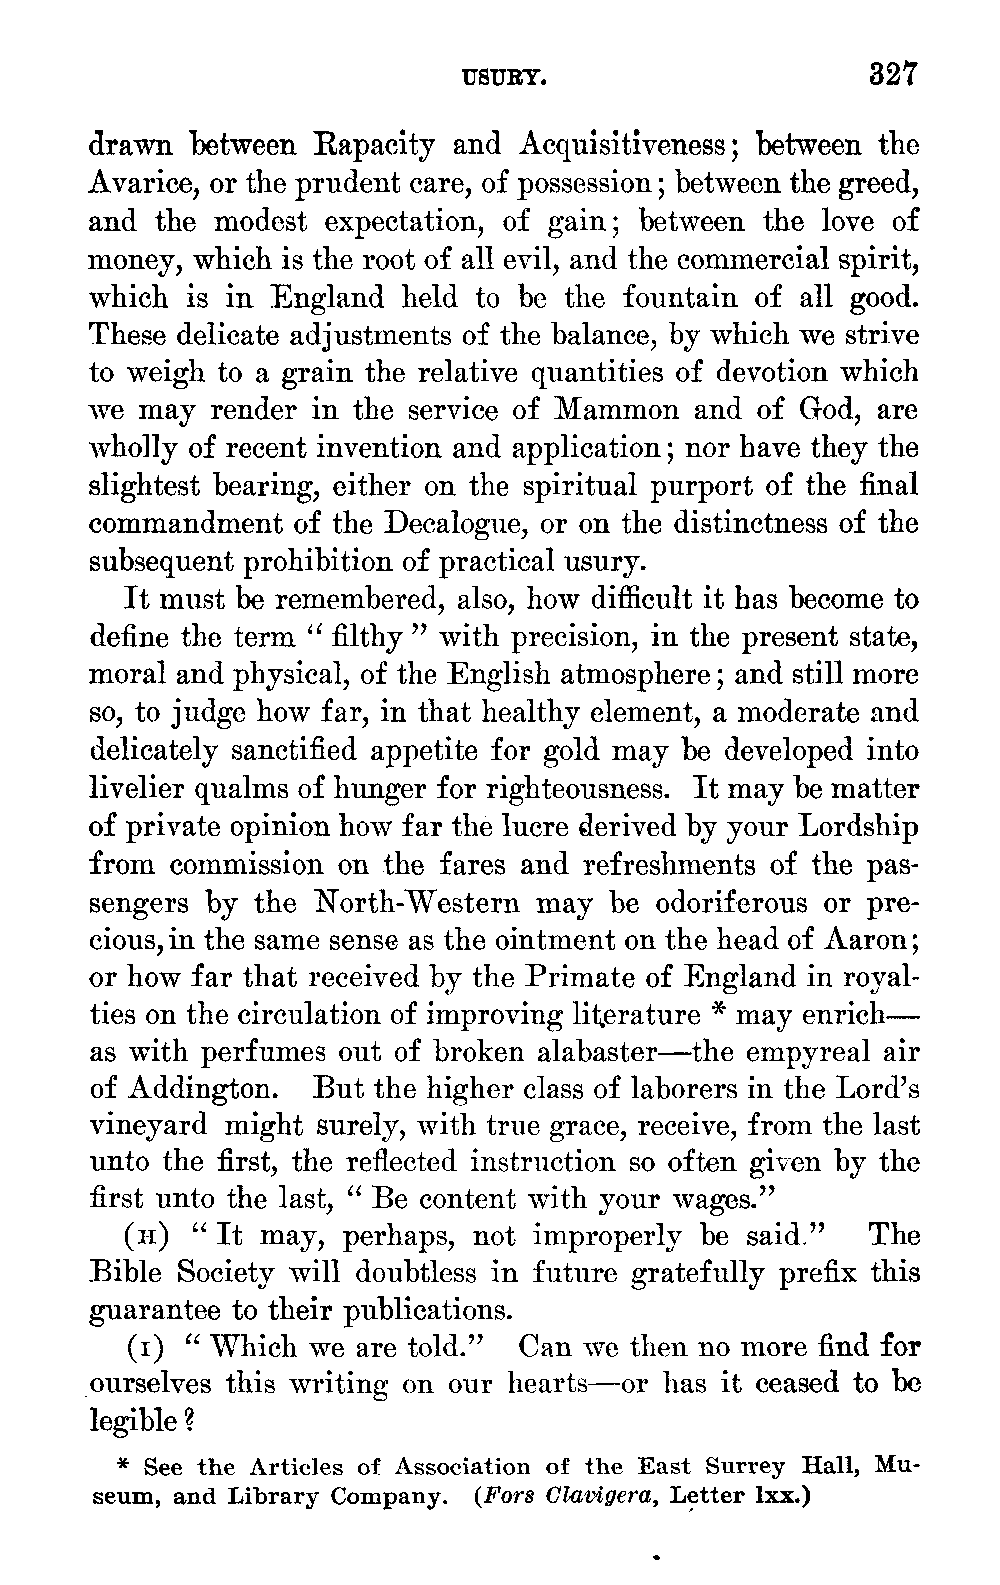 USURY. 327
drawn between Rapacity and Acquisitiveness; between the
Avarice, or the prudent care, of possession; between the greed,
and the modest expectation, of gain; between the love of
money, which is the root of all evil, and the commercial spirit,
which is in England held to be the fountain of all good.
These delicate adjustments of the balance, by which we strive
to weigh to a grain the relative quantities of devotion which
we may render in the service of Mammon and of God, are
wholly of recent invention and application; nor have they the
slightest bearing, either on the spiritual purport of the final
commandment of the Decalogue, or on the distinctness of the
subsequent prohibition of practical usury.
It must be remembered, also, how difficult it has become to
define the term “filthy” with precision, in the present state,
moral and physical, of the English atmosphere; and still more
so, to judge how far, in that healthy element, a moderate and
delicately sanctified appetite for gold may be developed into
livelier qualms of hunger for righteousness. It may be matter
of private opinion how far the lucre derived by your Lordship
from commission on the fares and refreshments of the pas-
sengers by the North-Western may be odoriferous or pre-
cious, in the same sense as the ointment on the head of Aaron;
or how far that received by the Primate of England in royal-
ties on the circulation of improving literature * may enrich—
as with perfumes out of broken alabaster—the empyreal air
of Addington. But the higher class of laborers in the Lord’s
vineyard might surely, with true grace, receive, from the last
unto the first, the reflected instruction so often given by the
first unto the last, “Be content with your wages.”
(H) “It may, perhaps, not improperly be said.” The
Bible Society will doubtless in future gratefully prefix this
guarantee to their publications.
(I) “Which we are told.” Can we then no more find for
ourselves this writing on our hearts—or has it ceased to be
legible?
* See the Articles of Association of the East Surrey Hall, Mu-
seum, and Library Company. (Fors Clavigera, Letter lxx.)